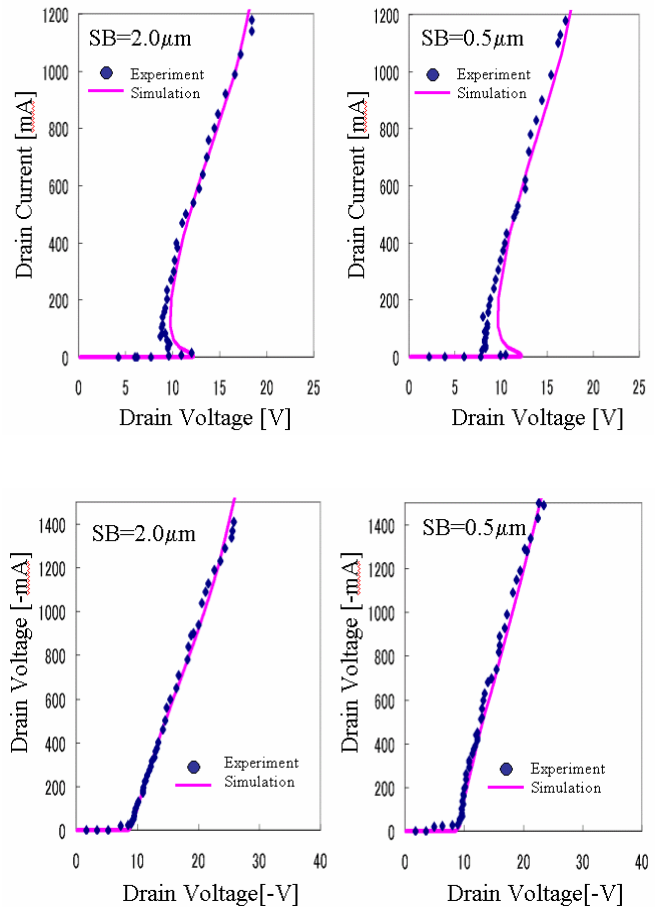 1200
SB=2.0μm
Experiment
Simulation
1000
800
600
400
200
0
Drain Current [mA]
0 5 10 15 20 25
Drain Voltage [V]
1200
SB=0.5μm
Experiment
Simulation
1000
800
600
400
200
0
Drain Current [mA]
0 5 10 15 20 25
Drain Voltage [V]
1400
SB=2.0μm
1200
1000
800
600
400
200
0
Drain Voltage [-mA]
Experiment
Simulation
0 10 20 30 40
Drain Voltage[-V]
1400
SB=0.5μm
1200
1000
800
600
400
200
0
Drain Voltage [-mA]
Experiment
Simulation
0 10 20 30 40
Drain Voltage[-V]